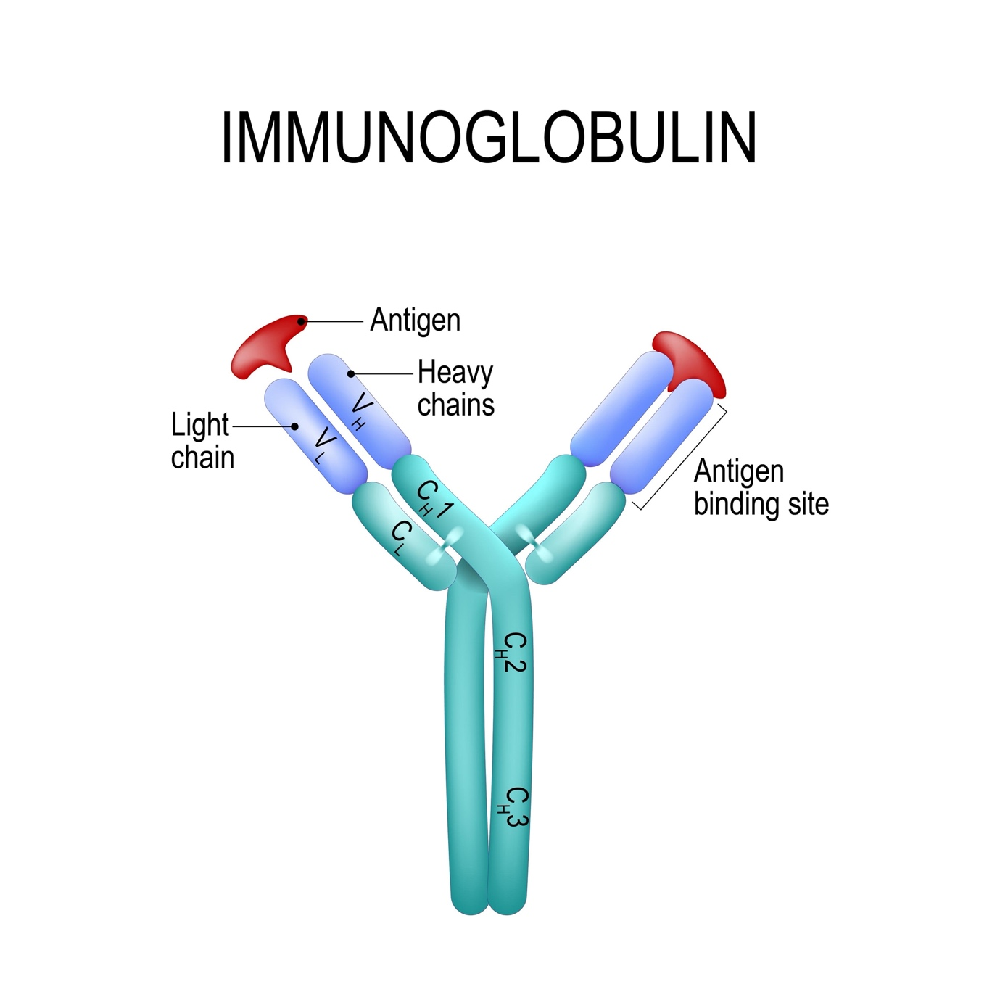 IMMUNOGLOBULIN
Antigen
Heavy
chains
Light
chain
VH
VL
CH1
CL
Antigen
binding site
CH2
CH3